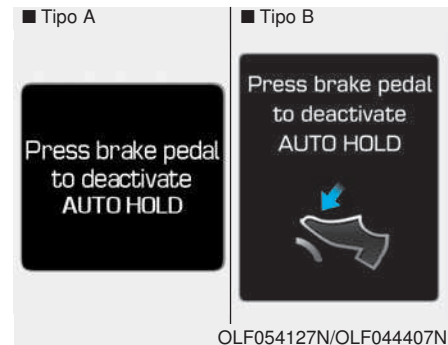 ■ Tipo A
Press brake pedal
to deactivate
AUTO HOLD
■ Tipo B
Press brake pedal
to deactivate
AUTO HOLD
OLF054127N/OLF044407N